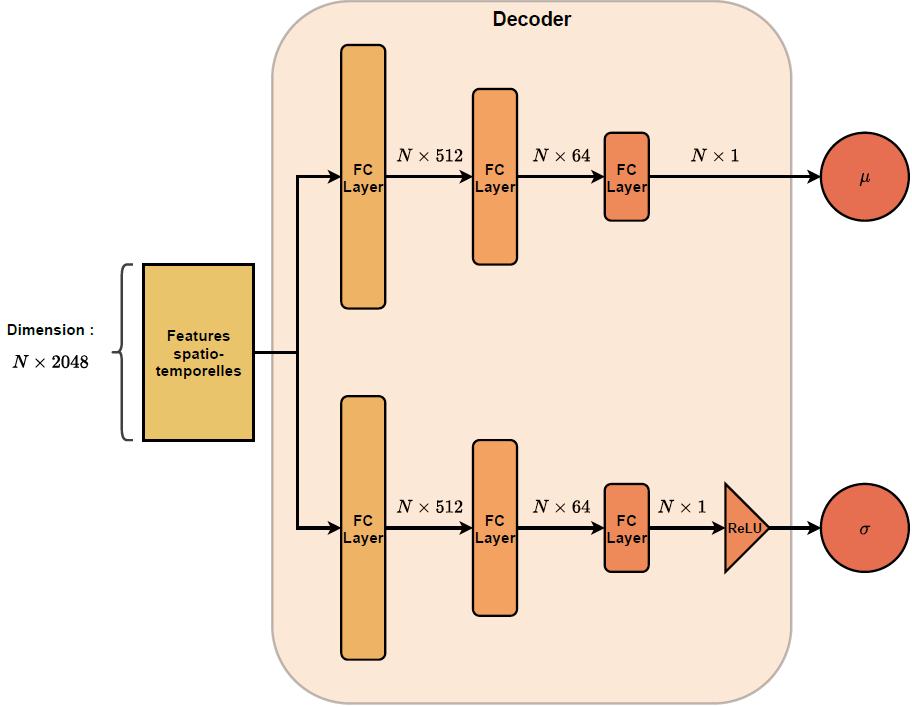 Decoder
FC
Layer
N × 512
FC
Layer
N × 64
FC
Layer
N × 1
μ
Dimension :
N × 2048
Features
spatio-
temporelles
FC
Layer
N × 512
FC
Layer
N × 64
FC
Layer
N × 1
ReLU
σ